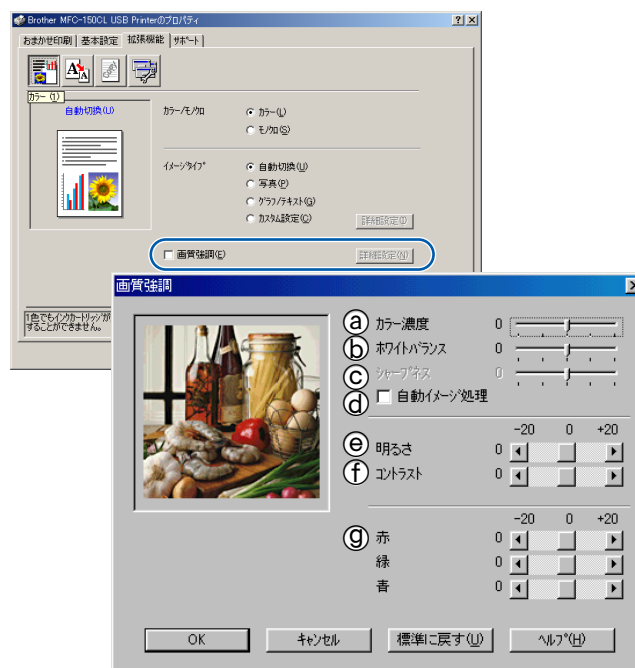 Brother MFC-150CL USB Printerのプロパティ
おまかせ印刷 基本設定 拡張機能 サポート
カラー (1)
自動切換(U)
カラー/モノクロ
カラー(L)
モノクロ(S)
イメージタイプ
自動切換(U)
写真(P)
グラフ/テキスト(G)
カスタム設定(C) 詳細設定(I)
画質強調(E) 詳細設定(N)
1色でもインクカートリッジが
することができません。
画質強調
ⓐ カラー濃度 0
ⓑ ホワイトバランス 0
ⓒ シャープネス 0
ⓓ 自動イメージ処理
-20 0 +20
ⓔ 明るさ 0
ⓕ コントラスト 0
-20 0 +20
ⓖ 赤 0
緑 0
青 0
OK キャンセル 標準に戻す(U) ヘルプ(H)